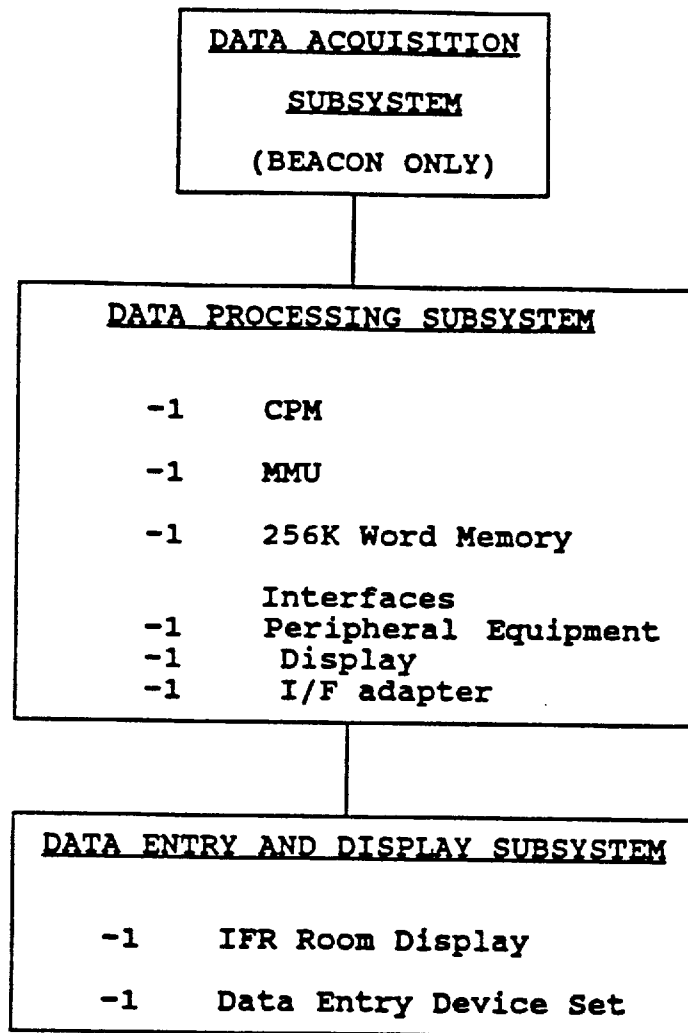 DATA ACQUISITION
SUBSYSTEM
(BEACON ONLY)
DATA PROCESSING SUBSYSTEM
-1 CPM
-1 MMU
-1 256K Word Memory
Interfaces
-1 Peripheral Equipment
-1 Display
-1 I/F adapter
DATA ENTRY AND DISPLAY SUBSYSTEM
-1 IFR Room Display
-1 Data Entry Device Set